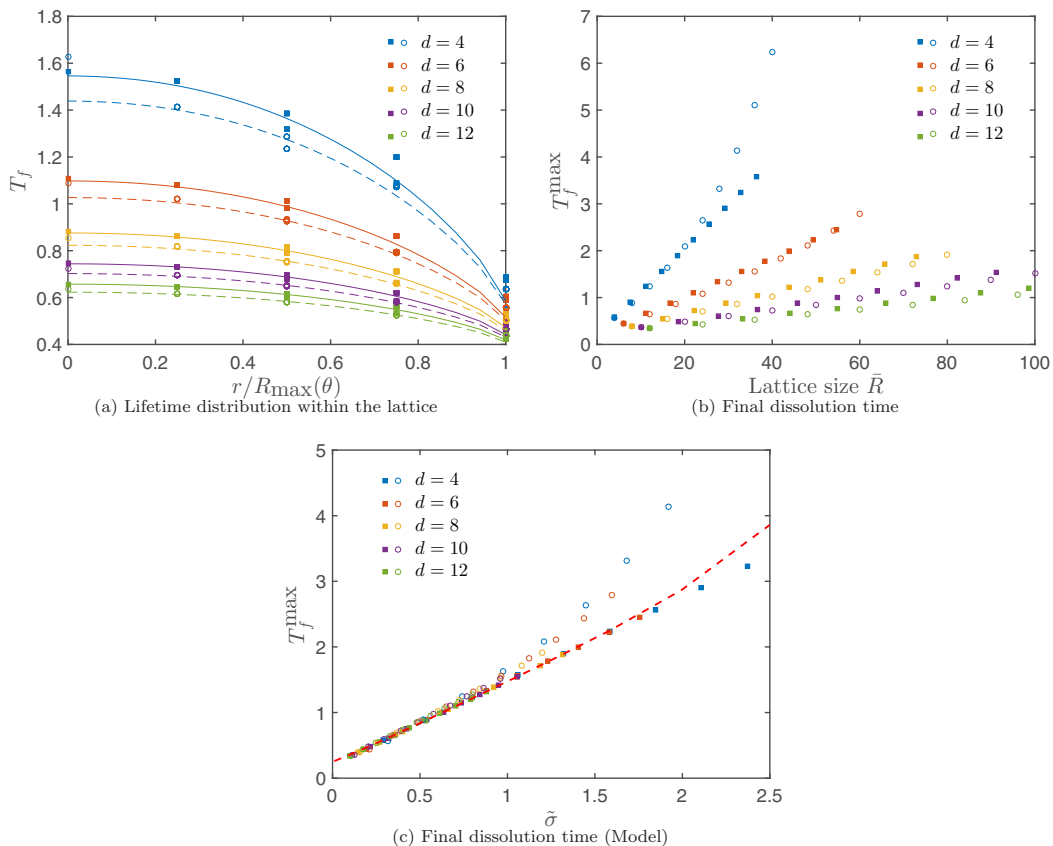 1.8
1.6
1.4
1.2
1
0.8
0.6
0.4
T_f
d = 4
d = 6
d = 8
d = 10
d = 12
0 0.2 0.4 0.6 0.8 1
r/R_max(θ)
(a) Lifetime distribution within the lattice
7
6
5
4
3
2
1
0
T_f^max
d = 4
d = 6
d = 8
d = 10
d = 12
0 20 40 60 80 100
Lattice size R̄
(b) Final dissolution time
5
4
3
2
1
0
T_f^max
d = 4
d = 6
d = 8
d = 10
d = 12
0 0.5 1 1.5 2 2.5
σ̃
(c) Final dissolution time (Model)